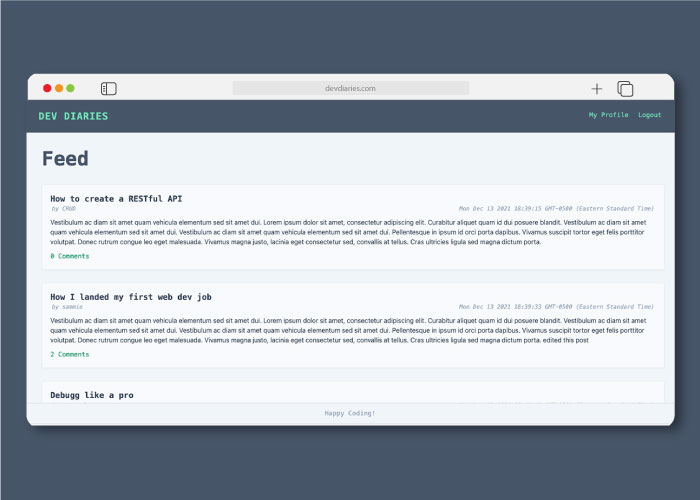 devdiaries.com
DEV DIARIES
My Profile Logout
Feed
How to create a RESTful API
by CRUD Mon Dec 13 2021 18:39:15 GMT-0500 (Eastern Standard Time)
Vestibulum ac diam sit amet quam vehicula elementum sed sit amet dui. Lorem ipsum dolor sit amet, consectetur adipiscing elit. Curabitur aliquet quam id dui posuere blandit. Vestibulum ac diam sit amet
quam vehicula elementum sed sit amet dui. Vestibulum ac diam sit amet quam vehicula elementum sed sit amet dui. Pellentesque in ipsum id orci porta dapibus. Vivamus suscipit tortor eget felis porttitor
volutpat. Donec rutrum congue leo eget malesuada. Vivamus magna justo, lacinia eget consectetur sed, convallis at tellus. Cras ultricies ligula sed magna dictum porta.
0 Comments
How I landed my first web dev job
by sammie Mon Dec 13 2021 18:39:33 GMT-0500 (Eastern Standard Time)
Vestibulum ac diam sit amet quam vehicula elementum sed sit amet dui. Lorem ipsum dolor sit amet, consectetur adipiscing elit. Curabitur aliquet quam id dui posuere blandit. Vestibulum ac diam sit amet
quam vehicula elementum sed sit amet dui. Vestibulum ac diam sit amet quam vehicula elementum sed sit amet dui. Pellentesque in ipsum id orci porta dapibus. Vivamus suscipit tortor eget felis porttitor
volutpat. Donec rutrum congue leo eget malesuada. Vivamus magna justo, lacinia eget consectetur sed, convallis at tellus. Cras ultricies ligula sed magna dictum porta. edited this post
2 Comments
Debugg like a pro
Happy Coding!